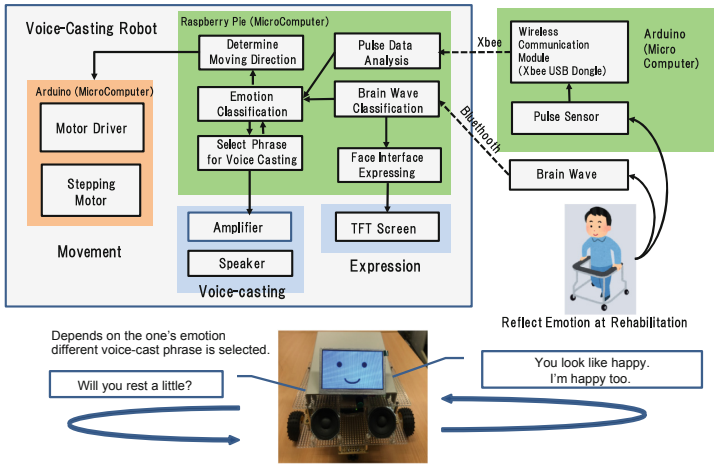 Voice-Casting Robot
Raspberry Pie (MicroComputer)
Determine
Moving Direction
Pulse Data
Analysis
Emotion
Classification
Brain Wave
Classification
Select Phrase
for Voice Casting
Face Interface
Expressing
Arduino (MicroComputer)
Motor Driver
Stepping
Motor
Movement
Amplifier
Speaker
Voice-casting
TFT Screen
Expression
Xbee
Bluethooth
Wireless
Communication
Module
(Xbee USB Dongle)
Arduino
(Micro
Computer)
Pulse Sensor
Brain Wave
Reflect Emotion at Rehabilitation
Depends on the one's emotion
different voice-cast phrase is selected.
Will you rest a little?
You look like happy.
I'm happy too.